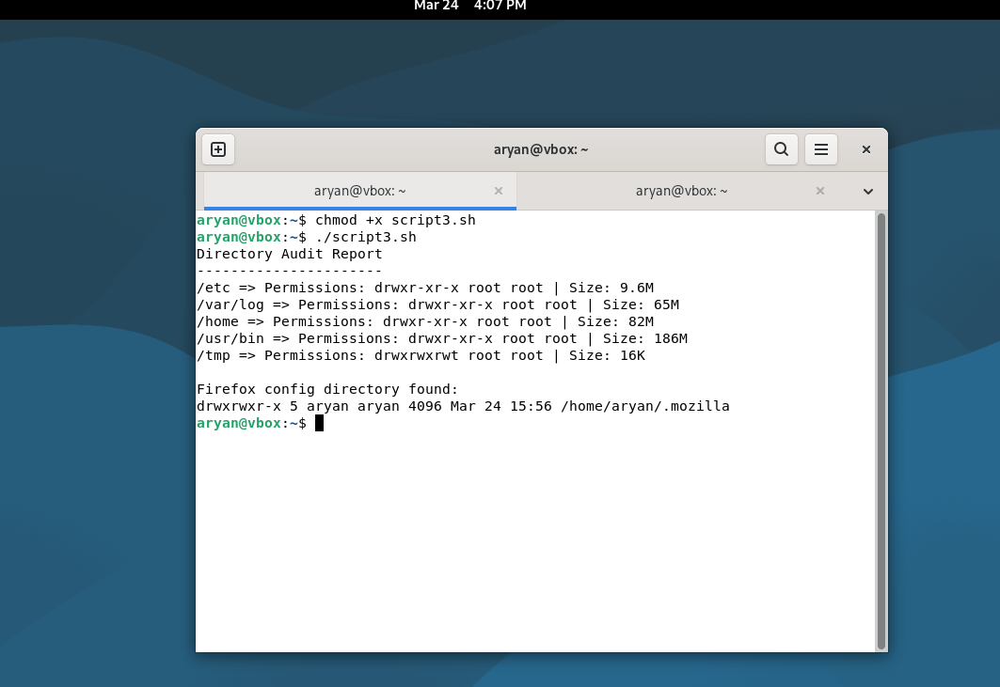 Mar 24 4:07 PM
aryan@vbox: ~
aryan@vbox: ~
aryan@vbox: ~
aryan@vbox:~$ chmod +x script3.sh
aryan@vbox:~$ ./script3.sh
Directory Audit Report
----------------------
/etc => Permissions: drwxr-xr-x root root | Size: 9.6M
/var/log => Permissions: drwxr-xr-x root root | Size: 65M
/home => Permissions: drwxr-xr-x root root | Size: 82M
/usr/bin => Permissions: drwxr-xr-x root root | Size: 186M
/tmp => Permissions: drwxrwxrwt root root | Size: 16K
Firefox config directory found:
drwxrwxr-x 5 aryan aryan 4096 Mar 24 15:56 /home/aryan/.mozilla
aryan@vbox:~$